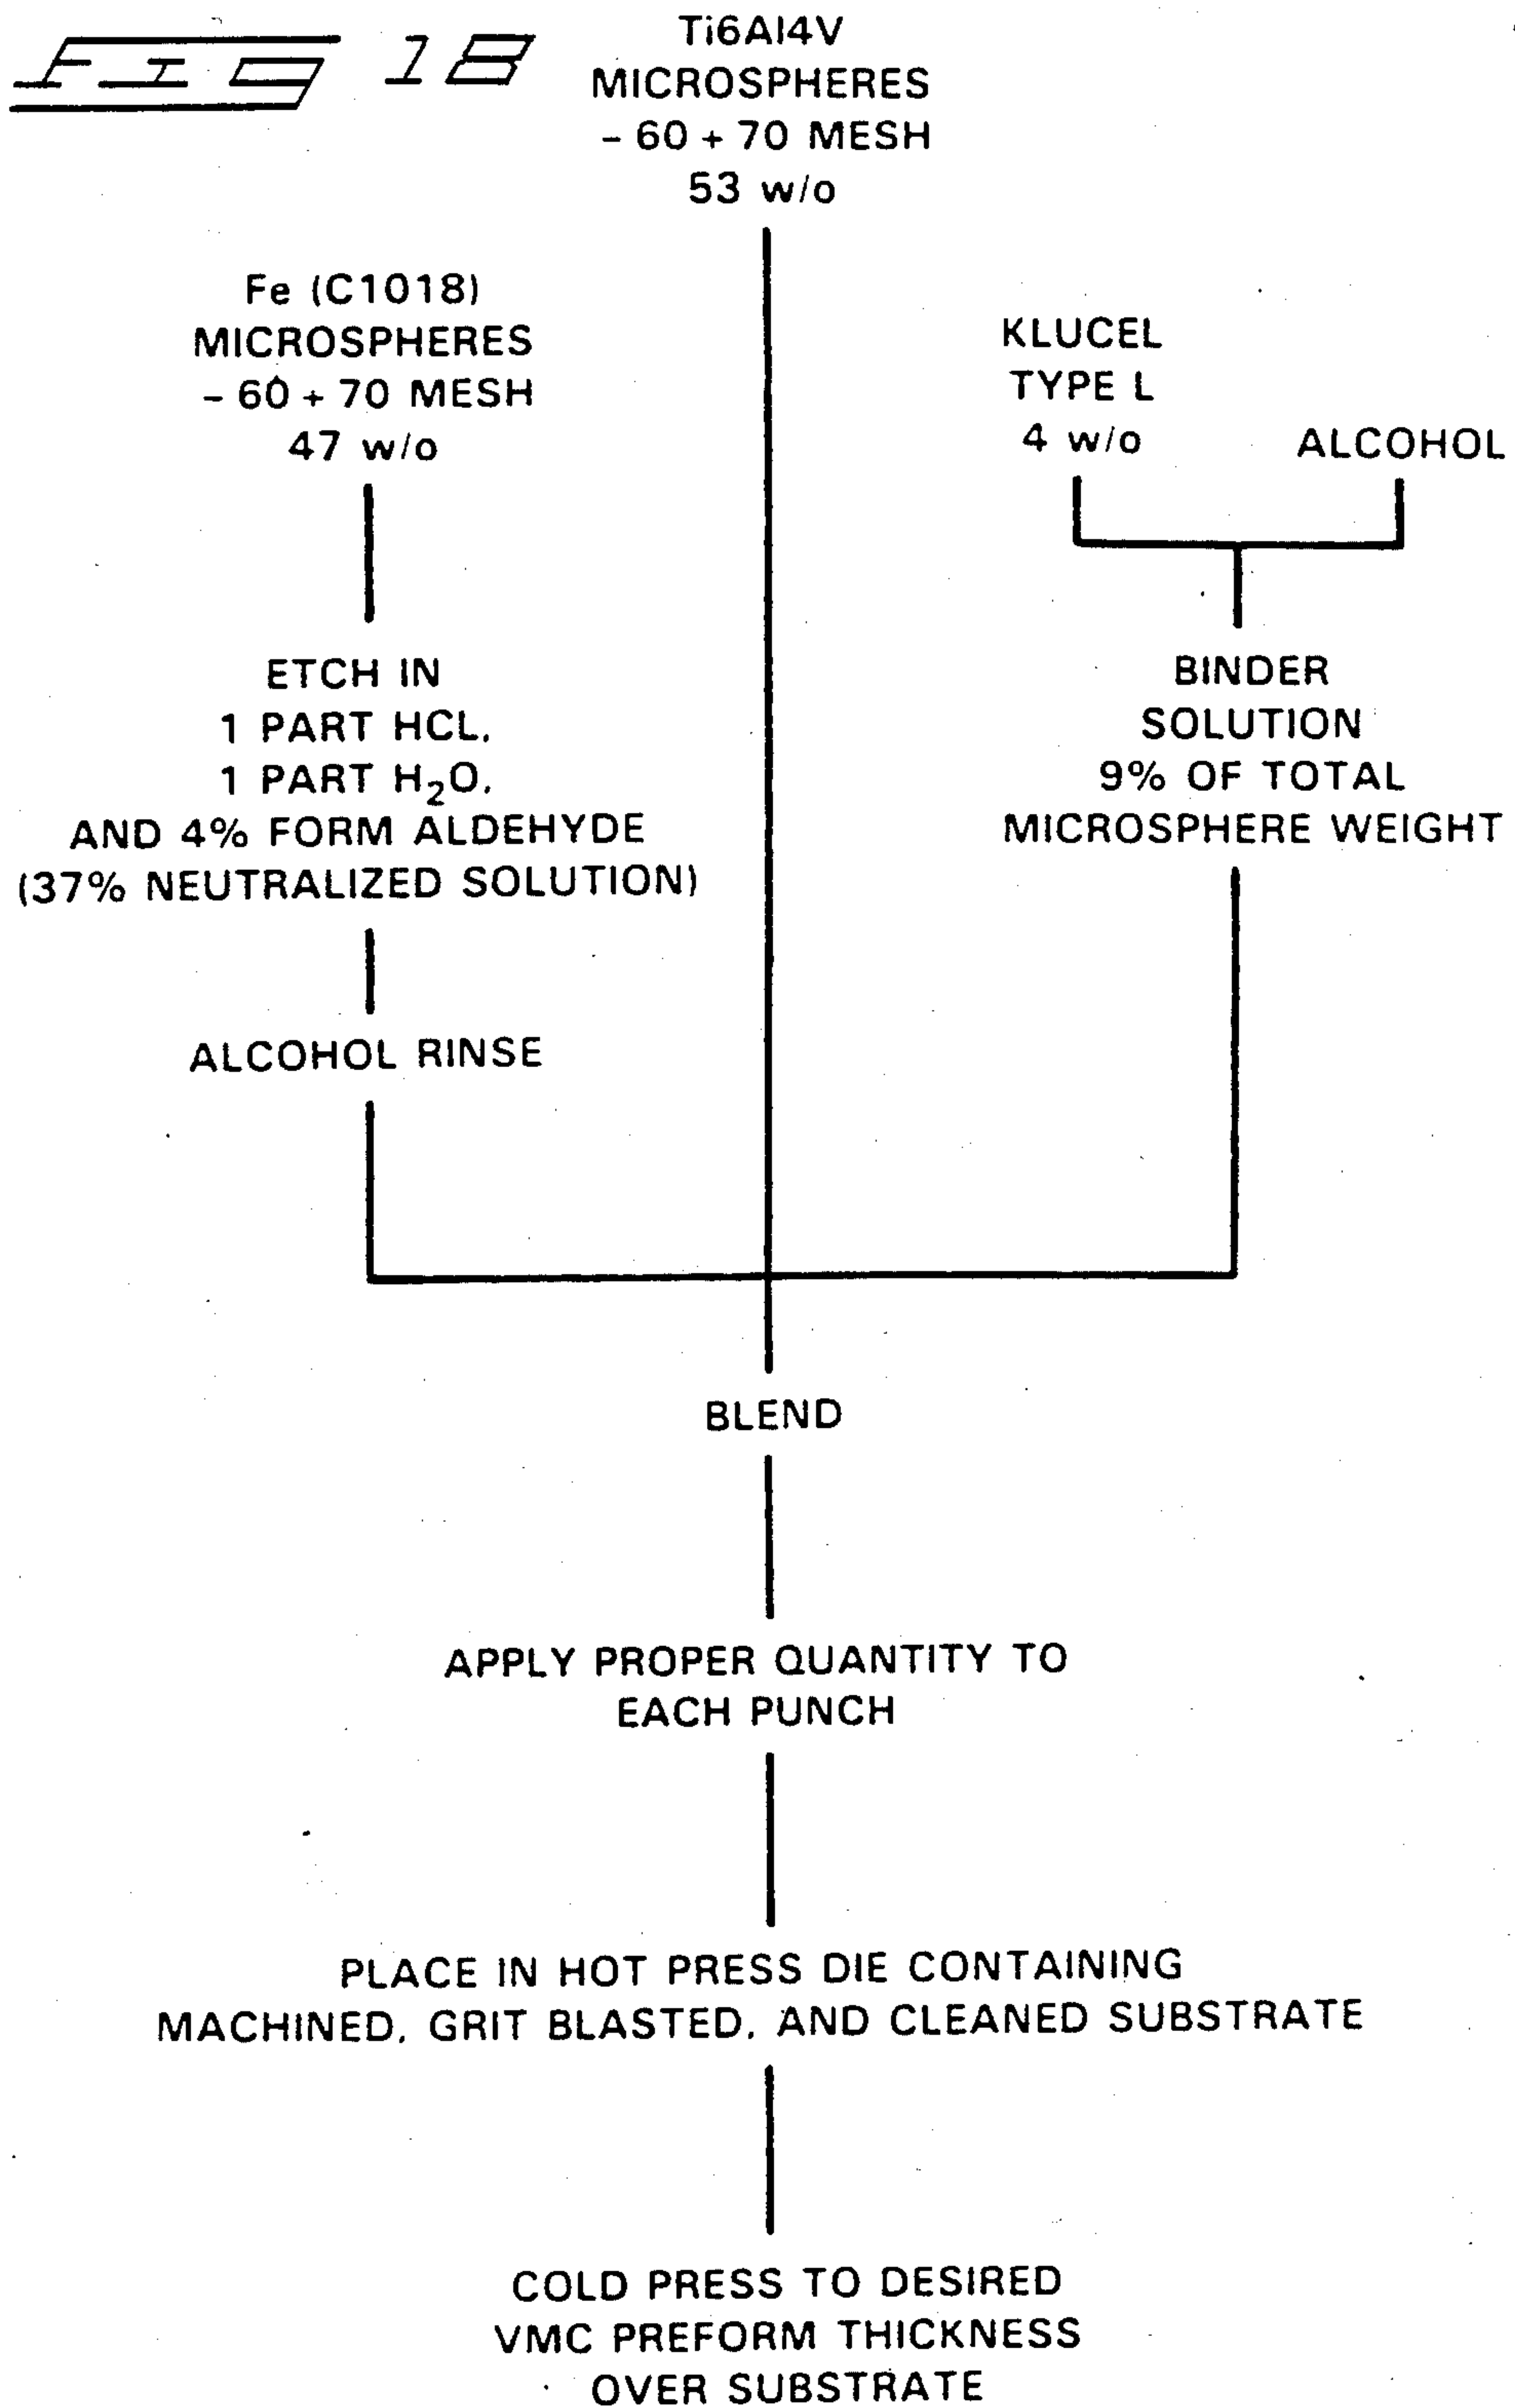 FIG 18
Ti6Al4V
MICROSPHERES
- 60 + 70 MESH
53 w/o
Fe (C1018)
MICROSPHERES
- 60 + 70 MESH
47 w/o
ETCH IN
1 PART HCL,
1 PART H₂O,
AND 4% FORM ALDEHYDE
(37% NEUTRALIZED SOLUTION)
ALCOHOL RINSE
KLUCEL
TYPE L
4 w/o
ALCOHOL
BINDER
SOLUTION
9% OF TOTAL
MICROSPHERE WEIGHT
BLEND
APPLY PROPER QUANTITY TO
EACH PUNCH
PLACE IN HOT PRESS DIE CONTAINING
MACHINED, GRIT BLASTED, AND CLEANED SUBSTRATE
COLD PRESS TO DESIRED
VMC PREFORM THICKNESS
OVER SUBSTRATE